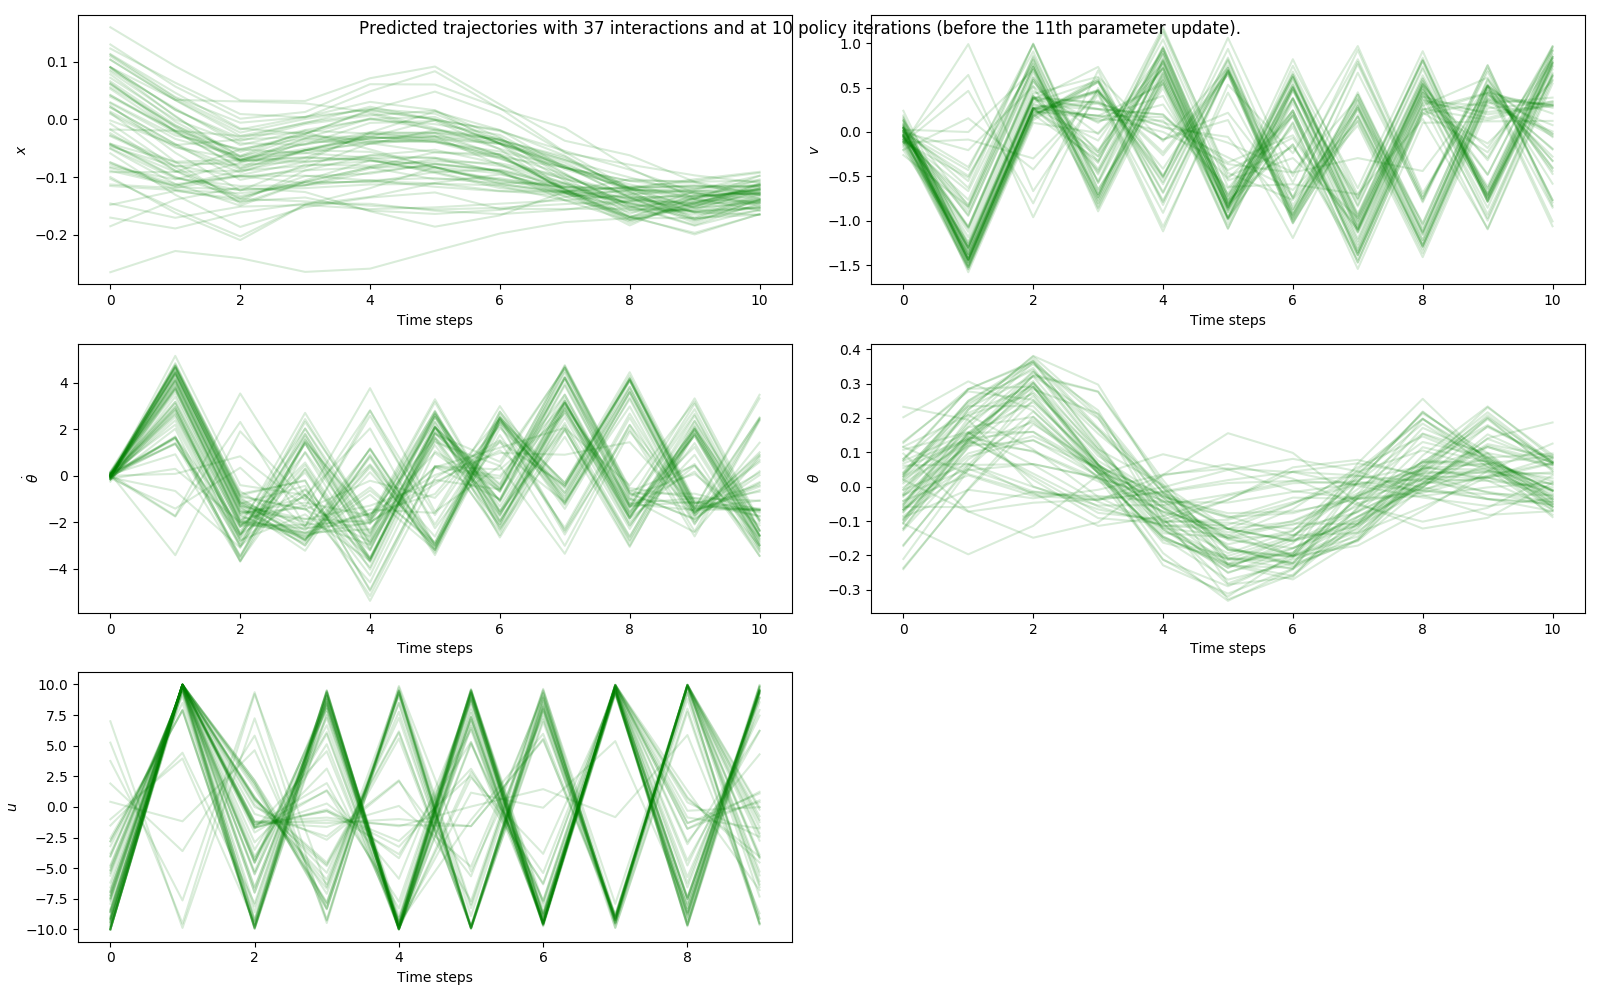 Predicted trajectories with 37 interactions and at 10 policy iterations (before the 11th parameter update).
x
0.1
0.0
−0.1
−0.2
0 2 4 6 8 10
Time steps
v
1.0
0.5
0.0
−0.5
−1.0
−1.5
0 2 4 6 8 10
Time steps
θ̇
4
2
0
−2
−4
0 2 4 6 8 10
Time steps
θ
0.4
0.3
0.2
0.1
0.0
−0.1
−0.2
−0.3
0 2 4 6 8 10
Time steps
u
10.0
7.5
5.0
2.5
0.0
−2.5
−5.0
−7.5
−10.0
0 2 4 6 8
Time steps